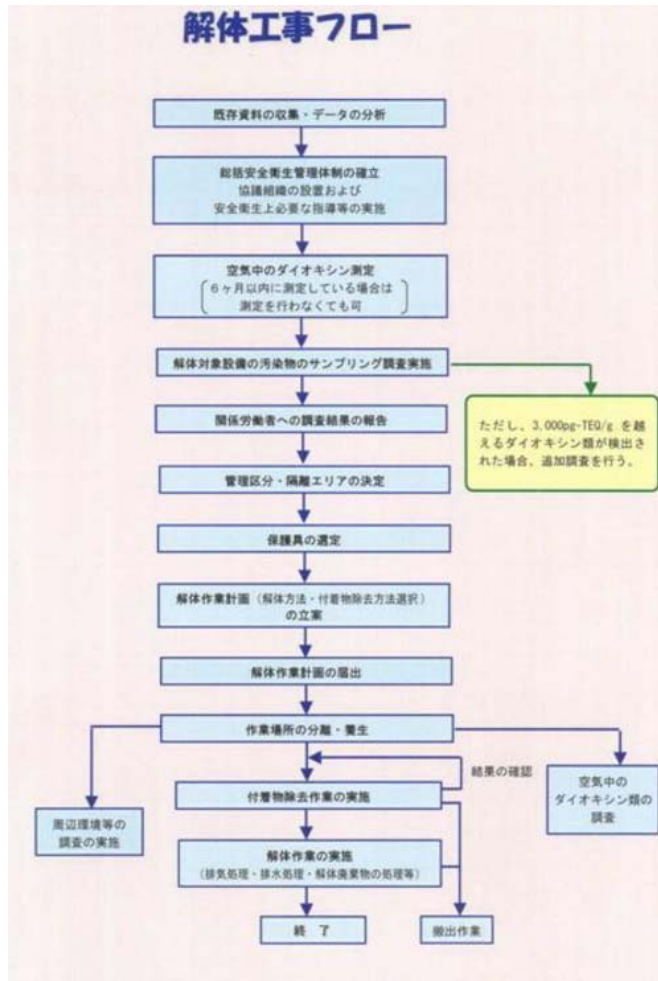 解体工事フロー
既存資料の収集・データの分析
総括安全衛生管理体制の確立
協議組織の設置および
安全衛生上必要な指導等の実施
空気中のダイオキシン測定
６ヶ月以内に測定している場合は
測定を行わなくても可
解体対象設備の汚染物のサンプリング調査実施
ただし、3,000pg-TEQ/g を越
えるダイオキシン類が検出さ
れた場合、追加調査を行う。
関係労働者への調査結果の報告
管理区分・隔離エリアの決定
保護具の選定
解体作業計画（解体方法・付着物除去方法選択）
の立案
解体作業計画の届出
作業場所の分離・養生
結果の確認
空気中の
ダイオキシン類の
調査
付着物除去作業の実施
周辺環境等の
調査の実施
解体作業の実施
（排気処理・排水処理・解体廃棄物の処理等）
終 了
搬出作業